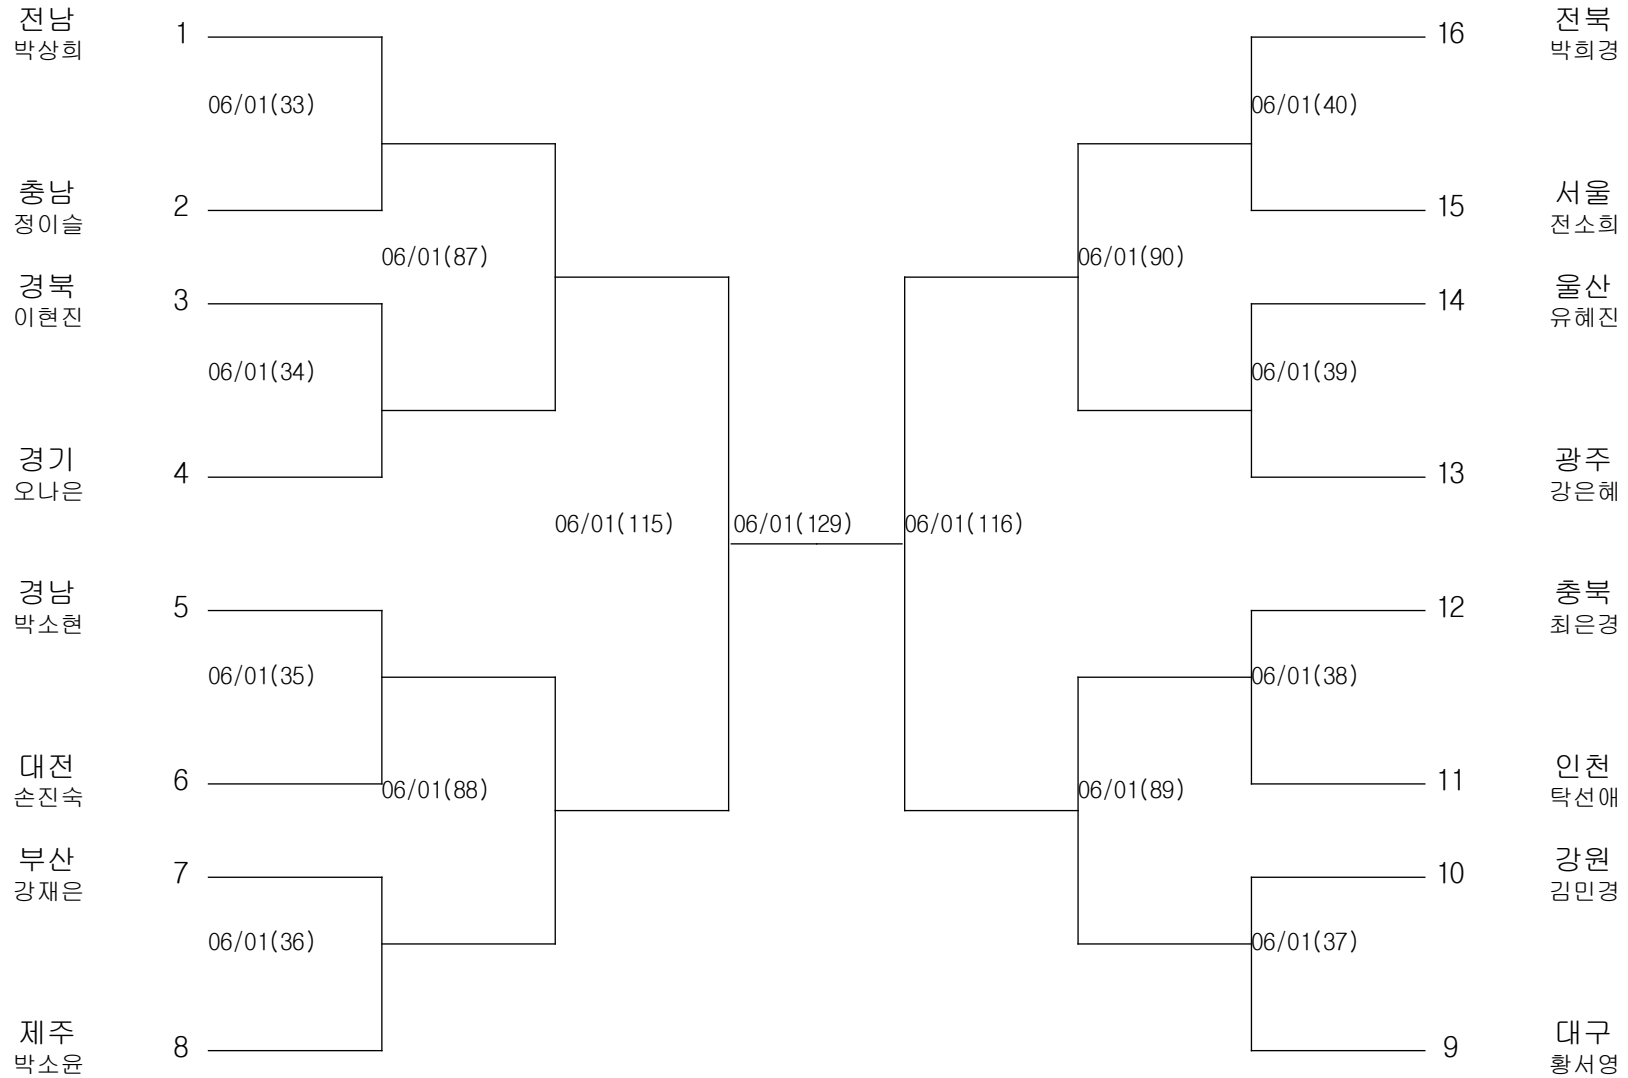 전남
박상희
1
06/01(33)
충남
정이슬
2
06/01(87)
경북
이현진
3
06/01(34)
경기
오나은
4
06/01(115)
06/01(129)
06/01(116)
경남
박소현
5
06/01(35)
대전
손진숙
6
06/01(88)
부산
강재은
7
06/01(36)
제주
박소윤
8
16
전북
박희경
06/01(40)
15
서울
전소희
06/01(90)
14
울산
유혜진
06/01(39)
13
광주
강은혜
12
충북
최은경
06/01(38)
11
인천
탁선애
06/01(89)
10
강원
김민경
06/01(37)
9
대구
황서영